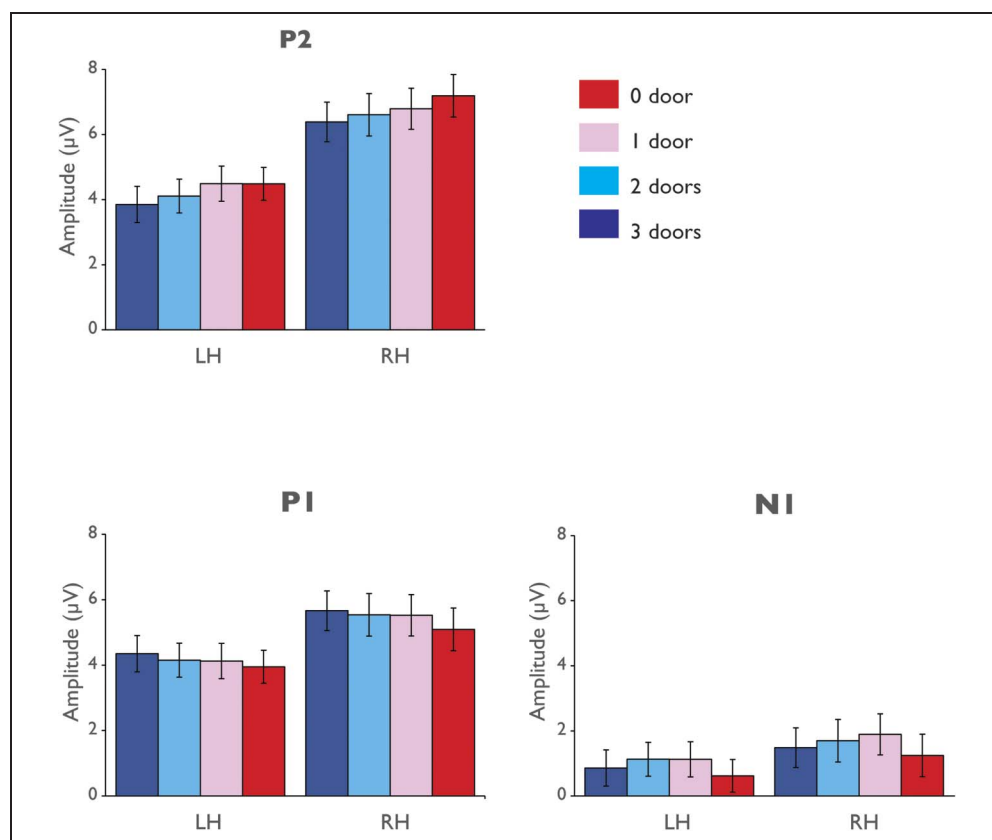 P2
8
6
4
2
0
Amplitude (µV)
LH
RH
0 door
1 door
2 doors
3 doors
P1
8
6
4
2
0
Amplitude (µV)
LH
RH
N1
8
6
4
2
0
Amplitude (µV)
LH
RH